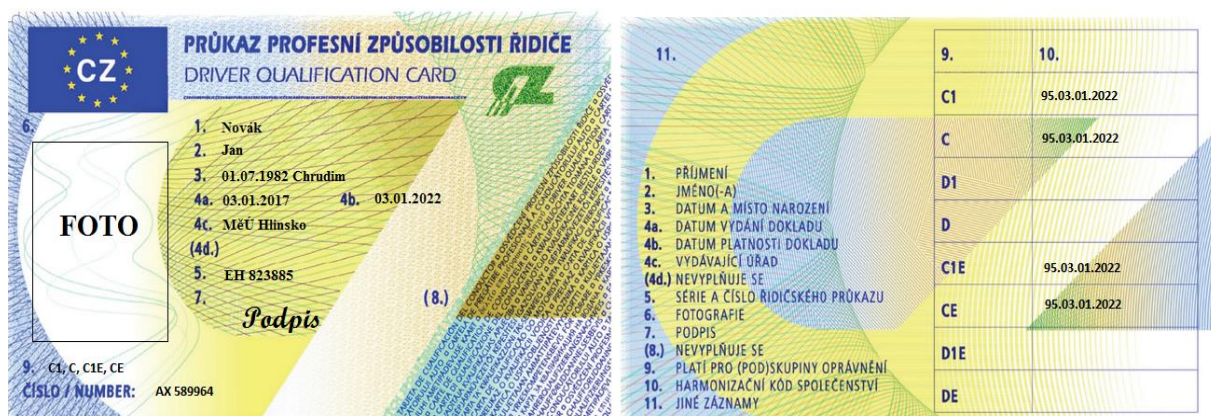 CZ
PRŮKAZ PROFESNÍ ZPŮSOBILOSTI ŘIDIČE
DRIVER QUALIFICATION CARD
CZ
6.
FOTO
1. Novák
2. Jan
3. 01.07.1982 Chrudim
4a. 03.01.2017 4b. 03.01.2022
4c. MěÚ Hlinsko
(4d.)
5. EH 823885
7. Podpis
(8.)
9. C1, C, C1E, CE
ČÍSLO / NUMBER: AX 589964
11.
1. PŘÍJMENÍ
2. JMÉNO(-A)
3. DATUM A MÍSTO NAROZENÍ
4a. DATUM VYDÁNÍ DOKLADU
4b. DATUM PLATNOSTI DOKLADU
4c. VYDÁVAJÍCÍ ÚŘAD
(4d.) NEVYPLŇUJE SE
5. SÉRIE A ČÍSLO ŘIDIČSKÉHO PRŮKAZU
6. FOTOGRAFIE
7. PODPIS
(8.) NEVYPLŇUJE SE
9. PLATÍ PRO (POD)SKUPINY OPRÁVNĚNÍ
10. HARMONIZAČNÍ KÓD SPOLEČENSTVÍ
11. JINÉ ZÁZNAMY
9. 10.
C1 95.03.01.2022
C 95.03.01.2022
D1
D
C1E 95.03.01.2022
CE 95.03.01.2022
D1E
DE